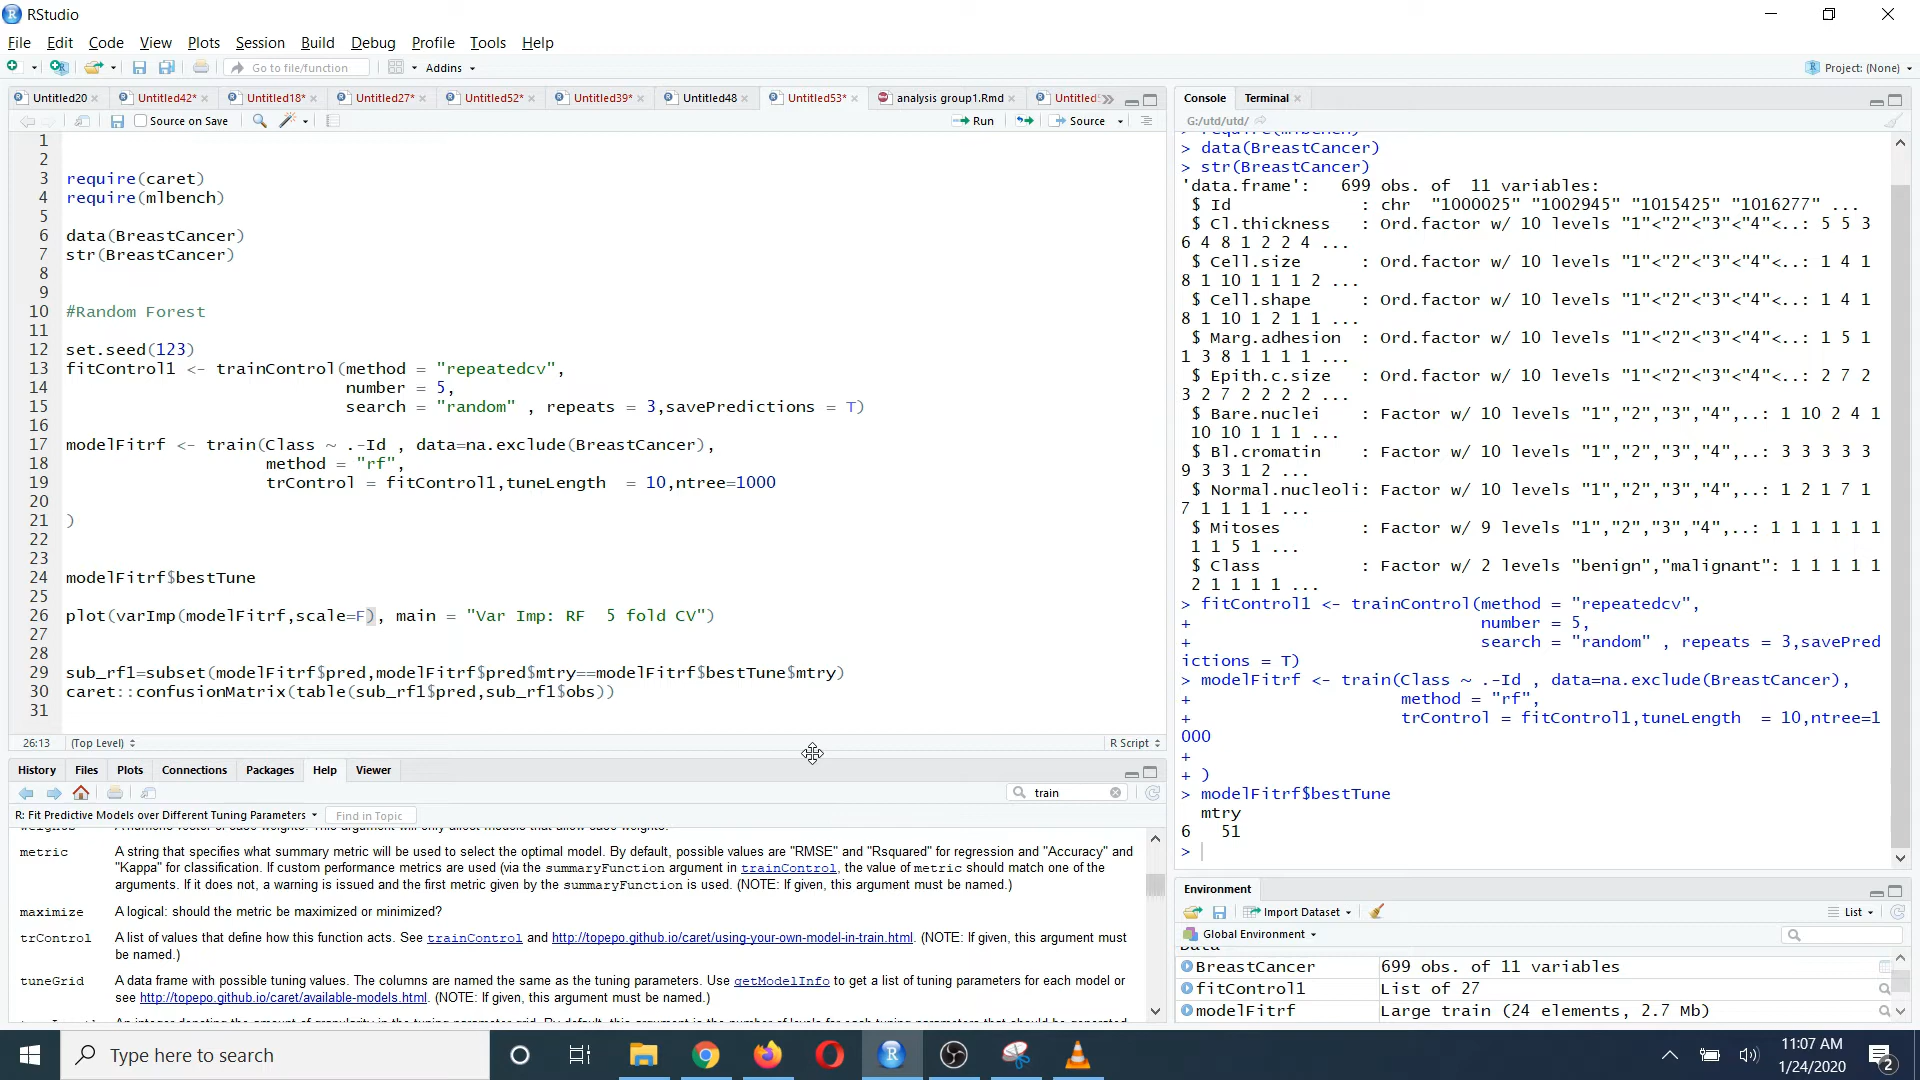 RStudio
File Edit Code View Plots Session Build Debug Profile Tools Help
Go to file/function Addins Project: (None)
Untitled20 Untitled42* Untitled18* Untitled27* Untitled52* Untitled39* Untitled48 Untitled53* analysis group1.Rmd Untitled
Source on Save Run Source
1
2
3 require(caret)
4 require(mlbench)
5
6 data(BreastCancer)
7 str(BreastCancer)
8
9
10 #Random Forest
11
12 set.seed(123)
13 fitControl1 <- trainControl(method = "repeatedcv",
14 number = 5,
15 search = "random" , repeats = 3,savePredictions = T)
16
17 modelFitrf <- train(Class ~ .-Id , data=na.exclude(BreastCancer),
18 method = "rf",
19 trControl = fitControl1,tuneLength  = 10,ntree=1000
20
21 )
22
23
24 modelFitrf$bestTune
25
26 plot(varImp(modelFitrf,scale=F), main = "Var Imp: RF  5 fold CV")
27
28
29 sub_rf1=subset(modelFitrf$pred,modelFitrf$pred$mtry==modelFitrf$bestTune$mtry)
30 caret::confusionMatrix(table(sub_rf1$pred,sub_rf1$obs))
31
26:13 (Top Level) R Script
History Files Plots Connections Packages Help Viewer
train
R: Fit Predictive Models over Different Tuning Parameters Find in Topic
metric A string that specifies what summary metric will be used to select the optimal model. By default, possible values are "RMSE" and "Rsquared" for regression and "Accuracy" and
"Kappa" for classification. If custom performance metrics are used (via the summaryFunction argument in trainControl, the value of metric should match one of the
arguments. If it does not, a warning is issued and the first metric given by the summaryFunction is used. (NOTE: If given, this argument must be named.)
maximize A logical: should the metric be maximized or minimized?
trControl A list of values that define how this function acts. See trainControl and http://topepo.github.io/caret/using-your-own-model-in-train.html. (NOTE: If given, this argument must
be named.)
tuneGrid A data frame with possible tuning values. The columns are named the same as the tuning parameters. Use getModelInfo to get a list of tuning parameters for each model or
see http://topepo.github.io/caret/available-models.html. (NOTE: If given, this argument must be named.)
Console Terminal
G:/utd/utd/
> require(mlbench)
> data(BreastCancer)
> str(BreastCancer)
'data.frame':   699 obs. of  11 variables:
$ Id : chr  "1000025" "1002945" "1015425" "1016277" ...
$ Cl.thickness : Ord.factor w/ 10 levels "1"<"2"<"3"<"4"<..: 5 5 3
6 4 8 1 2 2 4 ...
$ Cell.size : Ord.factor w/ 10 levels "1"<"2"<"3"<"4"<..: 1 4 1
8 1 10 1 1 1 2 ...
$ Cell.shape : Ord.factor w/ 10 levels "1"<"2"<"3"<"4"<..: 1 4 1
8 1 10 1 2 1 1 ...
$ Marg.adhesion : Ord.factor w/ 10 levels "1"<"2"<"3"<"4"<..: 1 5 1
1 3 8 1 1 1 1 ...
$ Epith.c.size : Ord.factor w/ 10 levels "1"<"2"<"3"<"4"<..: 2 7 2
3 2 7 2 2 2 2 ...
$ Bare.nuclei : Factor w/ 10 levels "1","2","3","4",..: 1 10 2 4 1
10 10 1 1 1 ...
$ Bl.cromatin : Factor w/ 10 levels "1","2","3","4",..: 3 3 3 3 3
9 3 3 1 2 ...
$ Normal.nucleoli: Factor w/ 10 levels "1","2","3","4",..: 1 2 1 7 1
7 1 1 1 1 ...
$ Mitoses : Factor w/ 9 levels "1","2","3","4",..: 1 1 1 1 1 1
1 1 5 1 ...
$ Class : Factor w/ 2 levels "benign","malignant": 1 1 1 1 1
2 1 1 1 1 ...
> fitControl1 <- trainControl(method = "repeatedcv",
+ number = 5,
+ search = "random" , repeats = 3,savePred
ictions = T)
> modelFitrf <- train(Class ~ .-Id , data=na.exclude(BreastCancer),
+ method = "rf",
+ trControl = fitControl1,tuneLength  = 10,ntree=1
000
+
+ )
> modelFitrf$bestTune
mtry
6 51
>
Environment
Import Dataset List
Global Environment
Data
BreastCancer 699 obs. of 11 variables
fitControl1 List of 27
modelFitrf Large train (24 elements, 2.7 Mb)
Type here to search
11:07 AM
1/24/2020
2